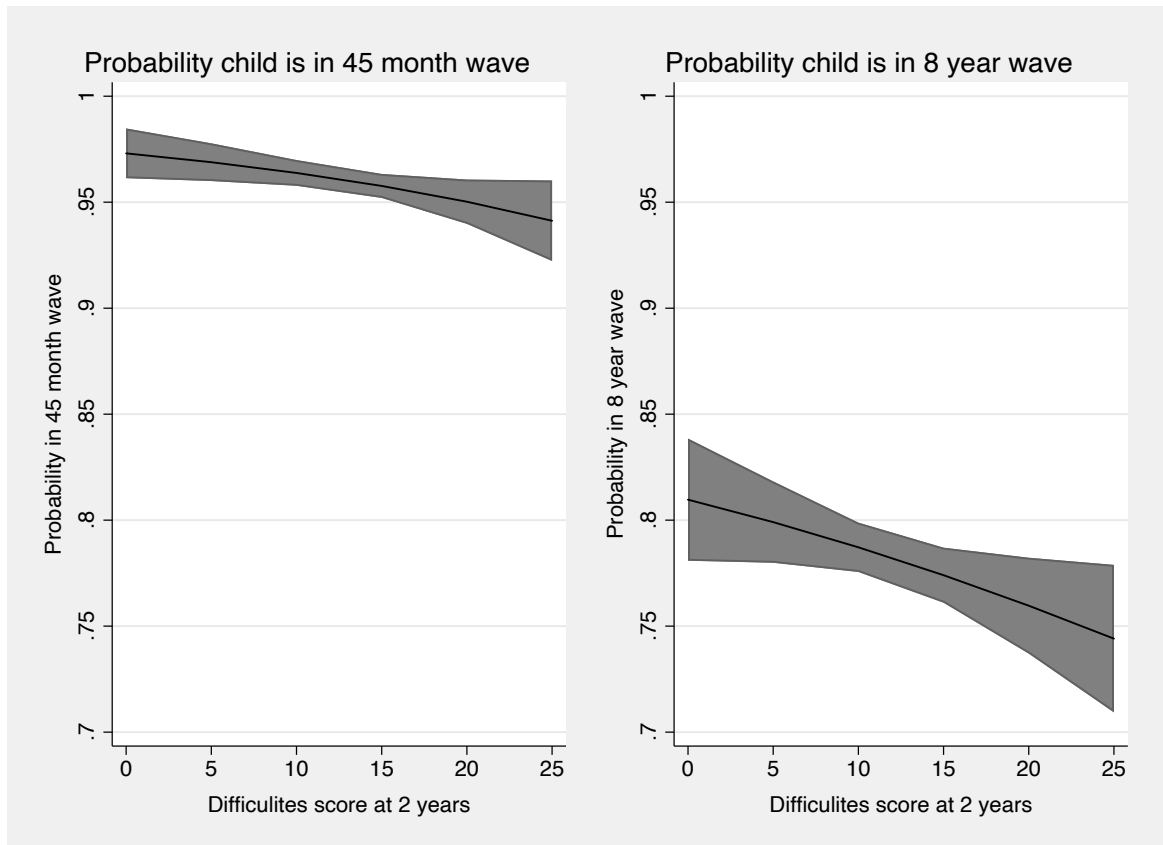 Probability child is in 45 month wave
Probability in 45 month wave
1
.95
.9
.85
.8
.75
.7
0 5 10 15 20 25
Difficulites score at 2 years
Probability child is in 8 year wave
Probability in 8 year wave
1
.95
.9
.85
.8
.75
.7
0 5 10 15 20 25
Difficulites score at 2 years